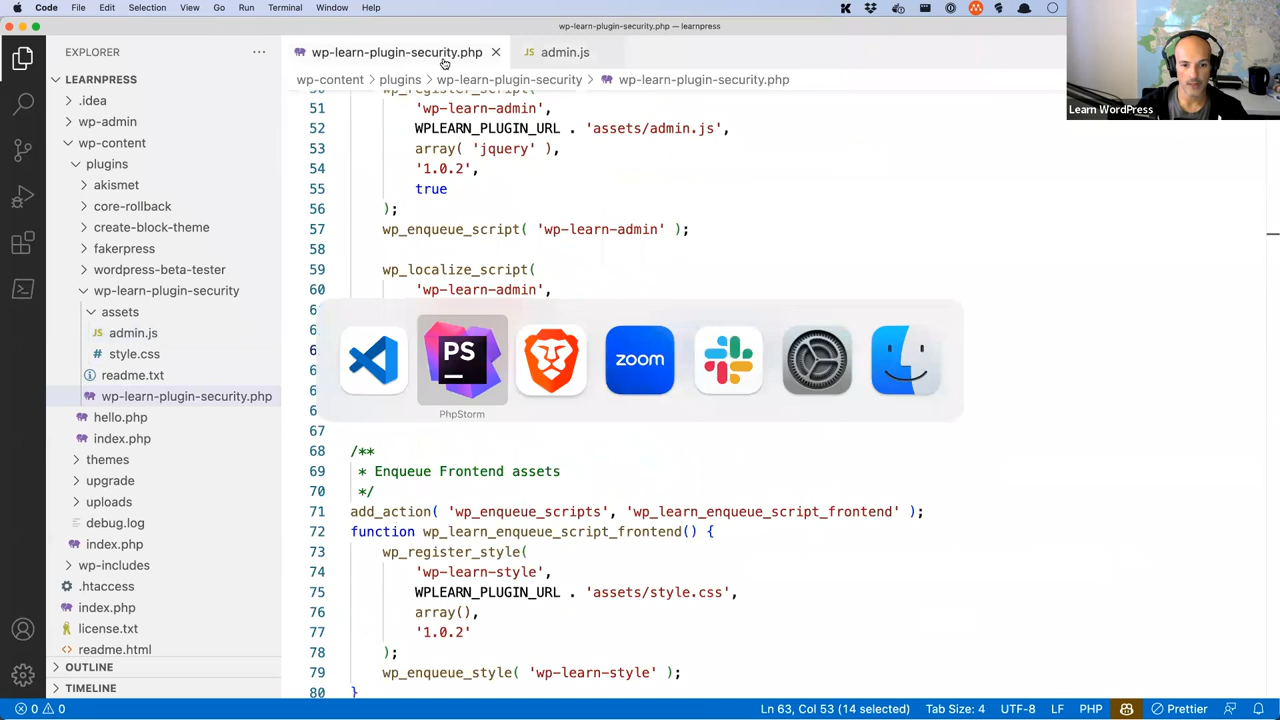 Code File Edit Selection View Go Run Terminal Window Help
wp-learn-plugin-security.php — learnpress
EXPLORER
wp-learn-plugin-security.php
admin.js
wp-content > plugins > wp-learn-plugin-security > wp-learn-plugin-security.php
Learn WordPress
LEARNPRESS
.idea
wp-admin
wp-content
plugins
akismet
core-rollback
create-block-theme
fakerpress
wordpress-beta-tester
wp-learn-plugin-security
assets
admin.js
style.css
readme.txt
wp-learn-plugin-security.php
hello.php
index.php
themes
upgrade
uploads
debug.log
index.php
wp-includes
.htaccess
index.php
license.txt
readme.html
OUTLINE
TIMELINE
50 wp_register_script(
51 'wp-learn-admin',
52 WPLEARN_PLUGIN_URL . 'assets/admin.js',
53 array( 'jquery' ),
54 '1.0.2',
55 true
56 );
57 wp_enqueue_script( 'wp-learn-admin' );
58
59 wp_localize_script(
60 'wp-learn-admin',
PS
zoom
PhpStorm
67
68 /**
69 * Enqueue Frontend assets
70 */
71 add_action( 'wp_enqueue_scripts', 'wp_learn_enqueue_script_frontend' );
72 function wp_learn_enqueue_script_frontend() {
73 wp_register_style(
74 'wp-learn-style',
75 WPLEARN_PLUGIN_URL . 'assets/style.css',
76 array(),
77 '1.0.2'
78 );
79 wp_enqueue_style( 'wp-learn-style' );
80 }
0 0 Ln 63, Col 53 (14 selected) Tab Size: 4 UTF-8 LF PHP Prettier